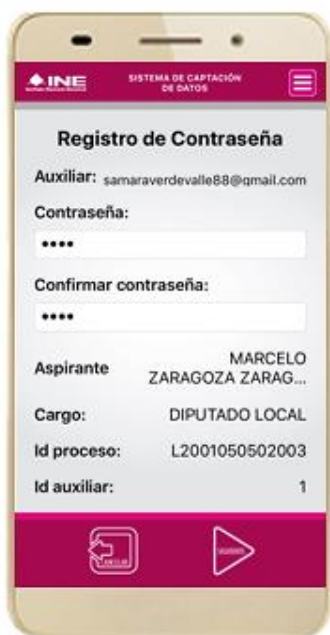 INE
SISTEMA DE CAPTACIÓN
DE DATOS
Registro de Contraseña
Auxiliar: samaraverdevalle88@gmail.com
Contraseña:
••••
Confirmar contraseña:
••••
Aspirante MARCELO
ZARAGOZA ZARAG...
Cargo: DIPUTADO LOCAL
Id proceso: L2001050502003
Id auxiliar: 1